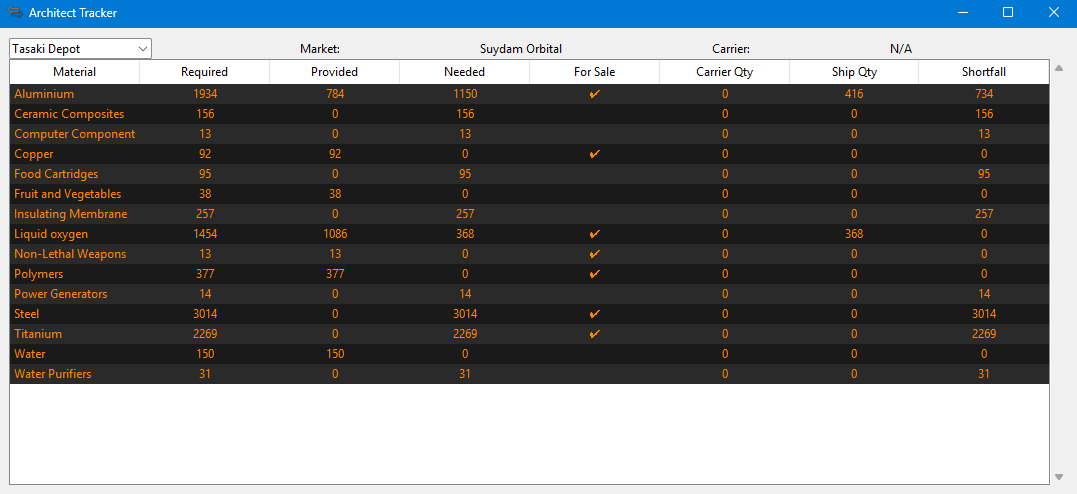 Architect Tracker
Tasaki Depot Market: Suydam Orbital Carrier: N/A
Material Required Provided Needed For Sale Carrier Qty Ship Qty Shortfall
Aluminium 1934 784 1150 ✔ 0 416 734
Ceramic Composites 156 0 156 0 0 156
Computer Component 13 0 13 0 0 13
Copper 92 92 0 ✔ 0 0 0
Food Cartridges 95 0 95 0 0 95
Fruit and Vegetables 38 38 0 0 0 0
Insulating Membrane 257 0 257 0 0 257
Liquid oxygen 1454 1086 368 ✔ 0 368 0
Non-Lethal Weapons 13 13 0 ✔ 0 0 0
Polymers 377 377 0 ✔ 0 0 0
Power Generators 14 0 14 0 0 14
Steel 3014 0 3014 ✔ 0 0 3014
Titanium 2269 0 2269 ✔ 0 0 2269
Water 150 150 0 0 0 0
Water Purifiers 31 0 31 0 0 31